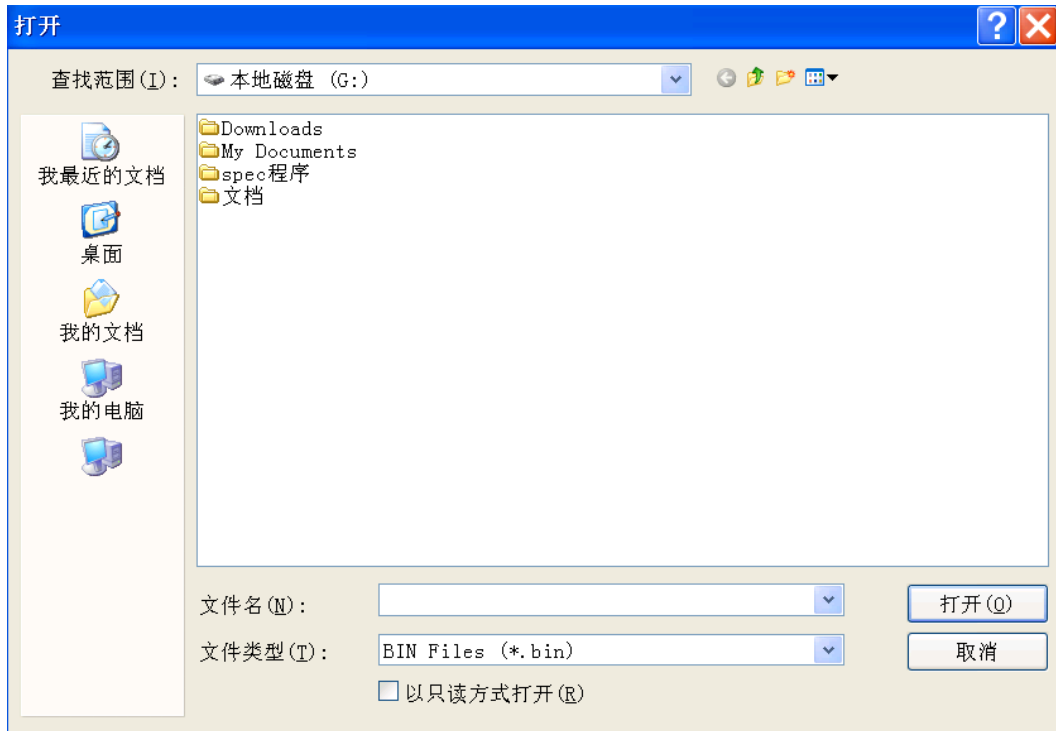 打开
查找范围(I): 本地磁盘 (G:)
我最近的文档
桌面
我的文档
我的电脑
Downloads
My Documents
spec程序
文档
文件名(N): 打开(O)
文件类型(T): BIN Files (*.bin) 取消
以只读方式打开(R)